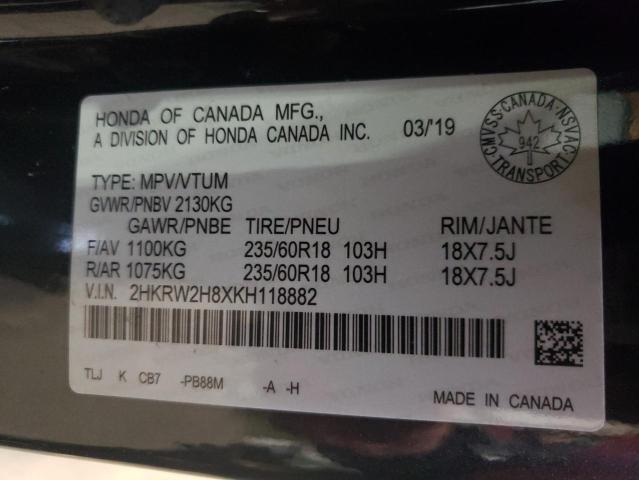 HONDA OF CANADA MFG.,
A DIVISION OF HONDA CANADA INC. 03/'19
CMVSS·CANADA·NSVAC
942
TRANSPORT
TYPE: MPV/VTUM
GVWR/PNBV 2130KG
GAWR/PNBE TIRE/PNEU RIM/JANTE
F/AV 1100KG 235/60R18 103H 18X7.5J
R/AR 1075KG 235/60R18 103H 18X7.5J
V.I.N. 2HKRW2H8XKH118882
TLJ K CB7 -PB88M -A -H
MADE IN CANADA